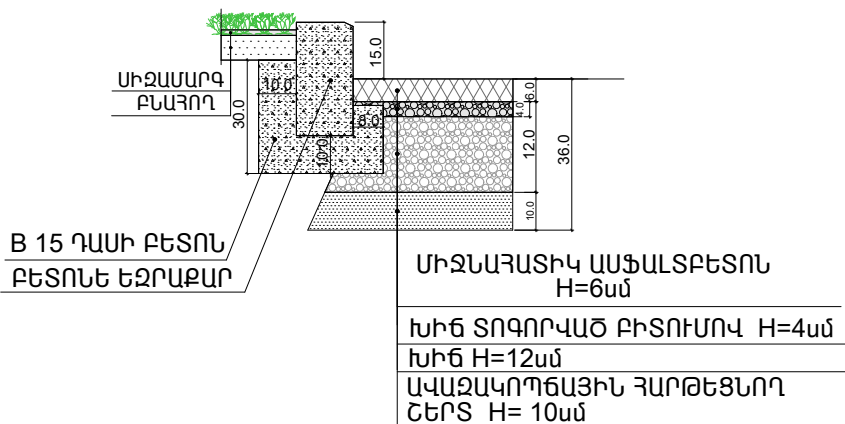 15.0
ՍԻԶԱՄԱՐԳ
ԲՆԱՀՈՂ
30.0
10.0
8.0
10.0
6.0
4.0
12.0
10.0
36.0
B 15 ԴԱՍԻ ԲԵՏՈՆ
ԲԵՏՈՆԵ ԵԶՐԱՔԱՐ
ՄԻՋՆԱՀԱՏԻԿ ԱՍՖԱԼՏԲԵՏՈՆ
H=6սմ
ԽԻՃ ՏՈԳՈՐՎԱԾ ԲԻՏՈՒՄՈՎ H=4սմ
ԽԻՃ H=12սմ
ԱՎԱԶԱԿՈՊՃԱՅԻՆ ՀԱՐԹԵՑՆՈՂ
ՇԵՐՏ H= 10սմ